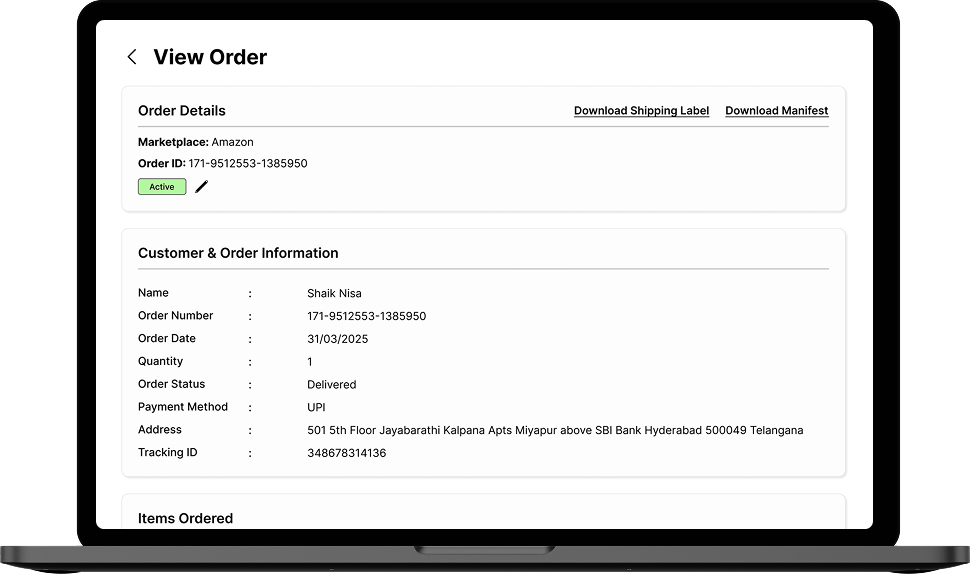 View Order
Order Details
Download Shipping Label
Download Manifest
Marketplace: Amazon
Order ID: 171-9512553-1385950
Active
Customer & Order Information
Name : Shaik Nisa
Order Number : 171-9512553-1385950
Order Date : 31/03/2025
Quantity : 1
Order Status : Delivered
Payment Method : UPI
Address : 501 5th Floor Jayabarathi Kalpana Apts Miyapur above SBI Bank Hyderabad 500049 Telangana
Tracking ID : 348678314136
Items Ordered